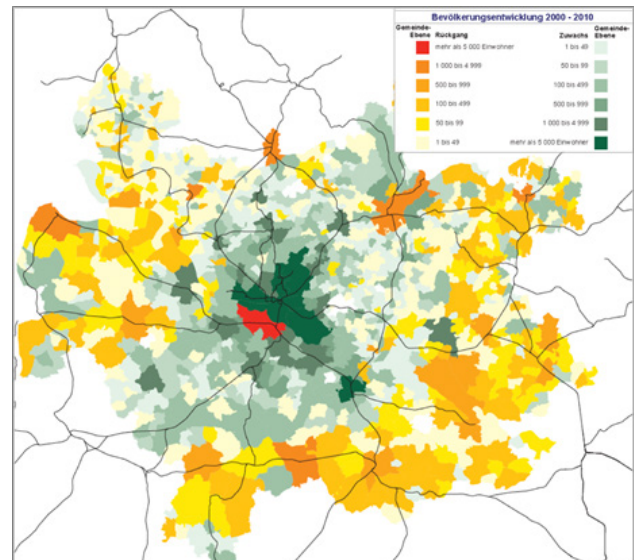 Bevölkerungsentwicklung 2000 - 2010
Gemeinde-Ebene Rückgang Zuwachs Gemeinde-Ebene
mehr als 5 000 Einwohner 1 bis 49
1 000 bis 4 999 50 bis 99
500 bis 999 100 bis 499
100 bis 499 500 bis 999
50 bis 99 1 000 bis 4 999
1 bis 49 mehr als 5 000 Einwohner